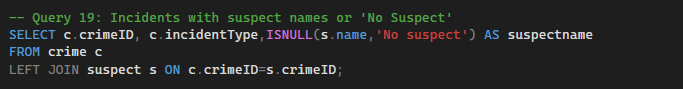 -- Query 19: Incidents with suspect names or 'No Suspect'
SELECT c.crimeID, c.incidentType,ISNULL(s.name,'No suspect') AS suspectname
FROM crime c
LEFT JOIN suspect s ON c.crimeID=s.crimeID;